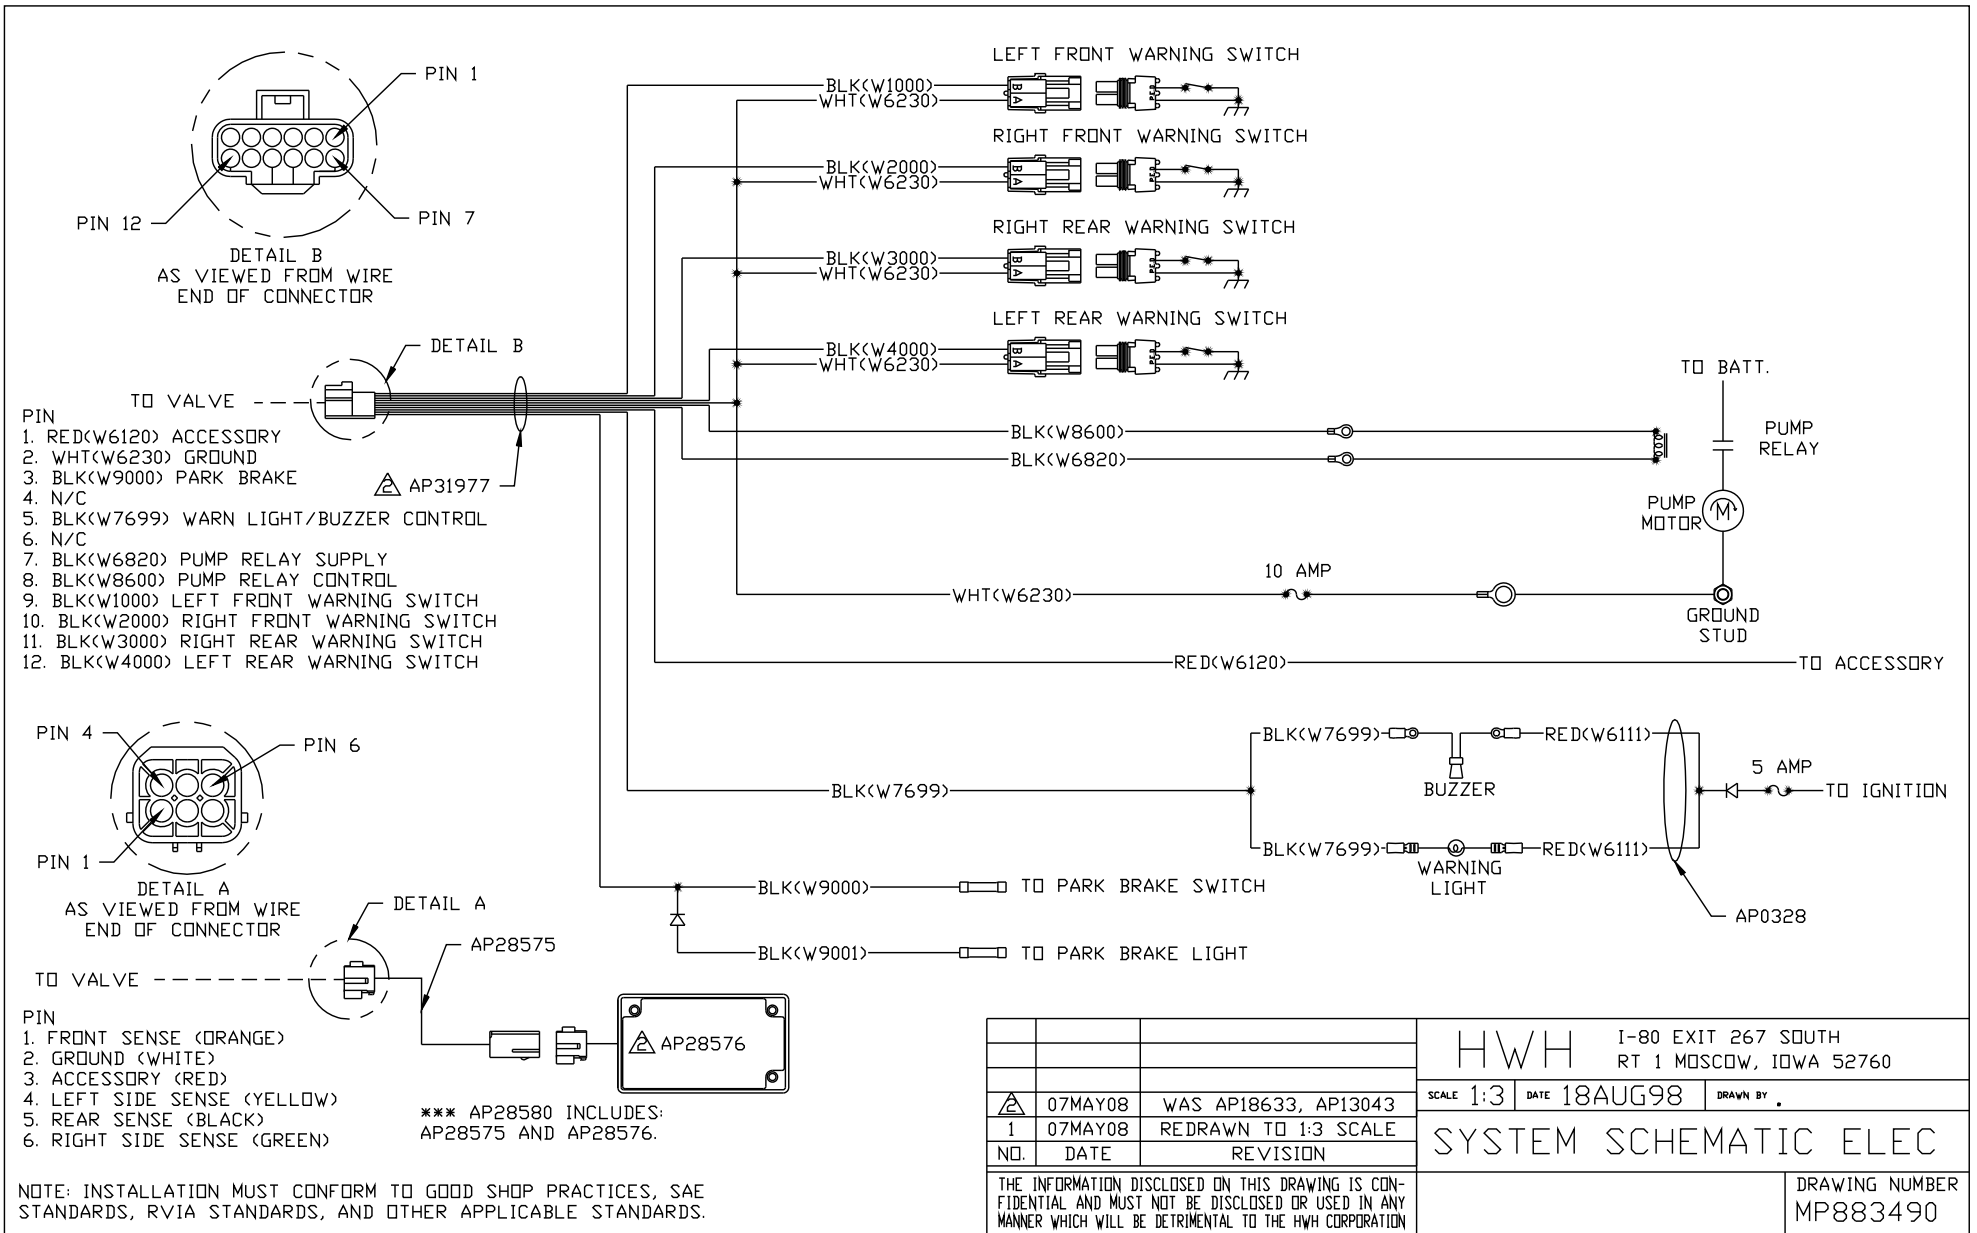 PIN 1
PIN 12
PIN 7
DETAIL B
AS VIEWED FROM WIRE
END OF CONNECTOR
LEFT FRONT WARNING SWITCH
BLK(W1000)
WHT(W6230)
B
A
RIGHT FRONT WARNING SWITCH
BLK(W2000)
WHT(W6230)
B
A
RIGHT REAR WARNING SWITCH
BLK(W3000)
WHT(W6230)
B
A
LEFT REAR WARNING SWITCH
BLK(W4000)
WHT(W6230)
B
A
DETAIL B
TO VALVE
AP31977
2
PIN
1. RED(W6120) ACCESSORY
2. WHT(W6230) GROUND
3. BLK(W9000) PARK BRAKE
4. N/C
5. BLK(W7699) WARN LIGHT/BUZZER CONTROL
6. N/C
7. BLK(W6820) PUMP RELAY SUPPLY
8. BLK(W8600) PUMP RELAY CONTROL
9. BLK(W1000) LEFT FRONT WARNING SWITCH
10. BLK(W2000) RIGHT FRONT WARNING SWITCH
11. BLK(W3000) RIGHT REAR WARNING SWITCH
12. BLK(W4000) LEFT REAR WARNING SWITCH
BLK(W8600)
BLK(W6820)
TO BATT.
PUMP
RELAY
PUMP
MOTOR
M
10 AMP
WHT(W6230)
GROUND
STUD
RED(W6120)
TO ACCESSORY
BLK(W7699)
RED(W6111)
BUZZER
5 AMP
TO IGNITION
BLK(W7699)
BLK(W7699)
RED(W6111)
WARNING
LIGHT
AP0328
BLK(W9000)
TO PARK BRAKE SWITCH
BLK(W9001)
TO PARK BRAKE LIGHT
PIN 4
PIN 6
PIN 1
DETAIL A
AS VIEWED FROM WIRE
END OF CONNECTOR
DETAIL A
AP28575
TO VALVE
2 AP28576
PIN
1. FRONT SENSE (ORANGE)
2. GROUND (WHITE)
3. ACCESSORY (RED)
4. LEFT SIDE SENSE (YELLOW)
5. REAR SENSE (BLACK)
6. RIGHT SIDE SENSE (GREEN)
*** AP28580 INCLUDES:
AP28575 AND AP28576.
NOTE: INSTALLATION MUST CONFORM TO GOOD SHOP PRACTICES, SAE
STANDARDS, RVIA STANDARDS, AND OTHER APPLICABLE STANDARDS.
2 07MAY08 WAS AP18633, AP13043
1 07MAY08 REDRAWN TO 1:3 SCALE
NO. DATE REVISION
THE INFORMATION DISCLOSED ON THIS DRAWING IS CON-
FIDENTIAL AND MUST NOT BE DISCLOSED OR USED IN ANY
MANNER WHICH WILL BE DETRIMENTAL TO THE HWH CORPORATION
HWH
I-80 EXIT 267 SOUTH
RT 1 MOSCOW, IOWA 52760
SCALE 1:3 DATE 18AUG98 DRAWN BY .
SYSTEM SCHEMATIC ELEC
DRAWING NUMBER
MP883490